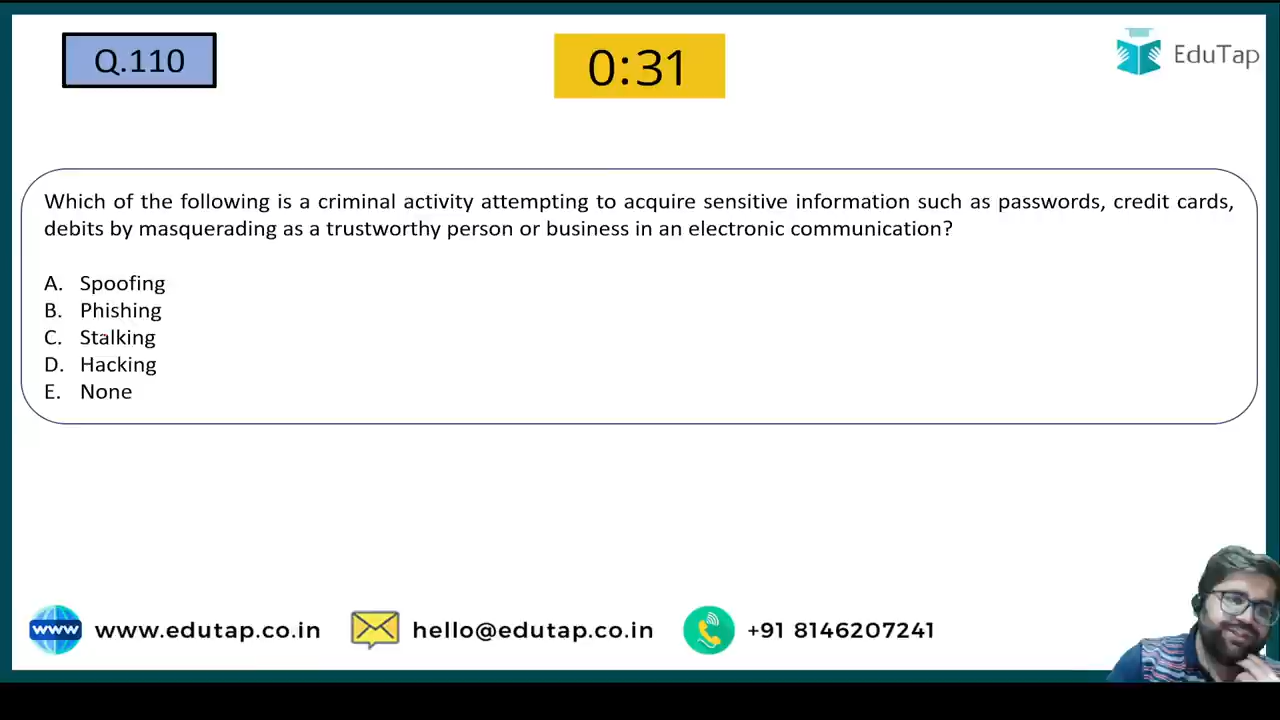 Q.110
0:31
EduTap
Which of the following is a criminal activity attempting to acquire sensitive information such as passwords, credit cards,
debits by masquerading as a trustworthy person or business in an electronic communication?
A. Spoofing
B. Phishing
C. Stalking
D. Hacking
E. None
www www.edutap.co.in hello@edutap.co.in +91 8146207241